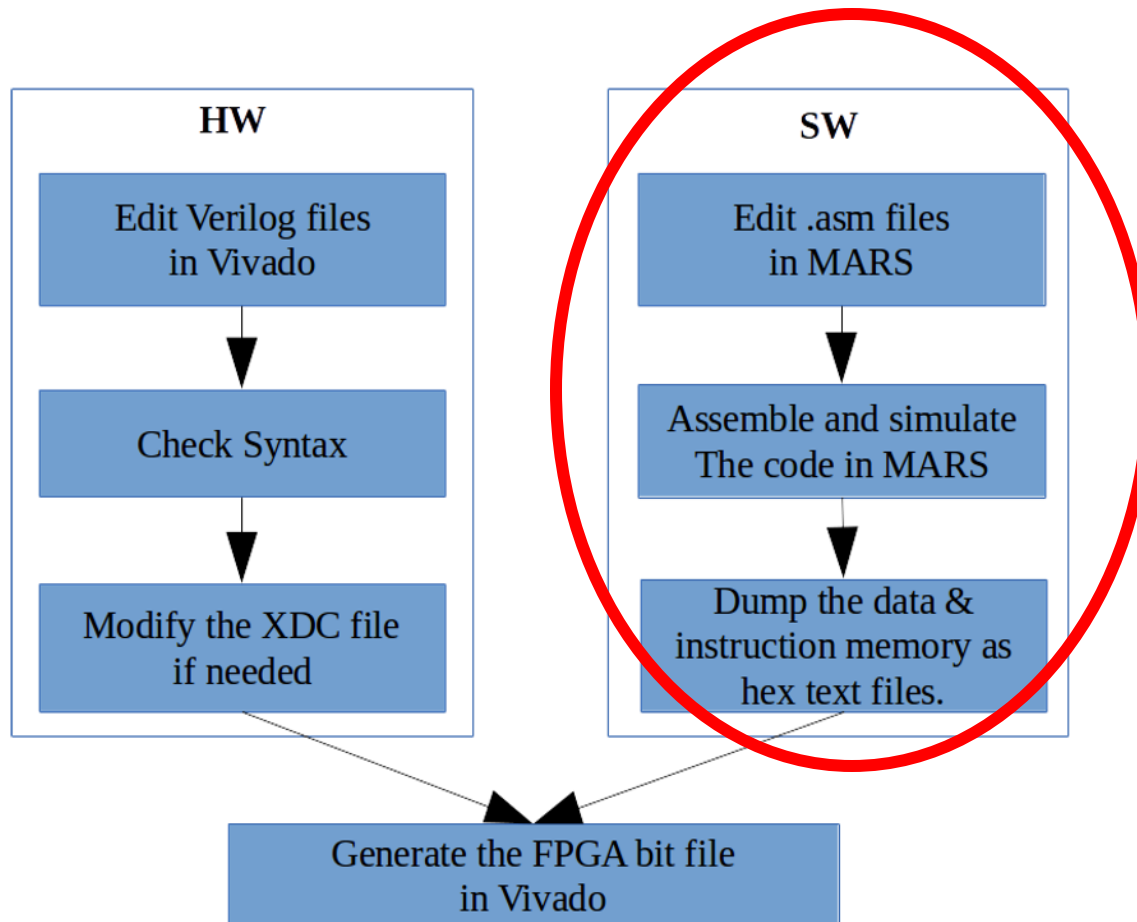 HW
Edit Verilog files
in Vivado
Check Syntax
Modify the XDC file
if needed
SW
Edit .asm files
in MARS
Assemble and simulate
The code in MARS
Dump the data &
instruction memory as
hex text files.
Generate the FPGA bit file
in Vivado